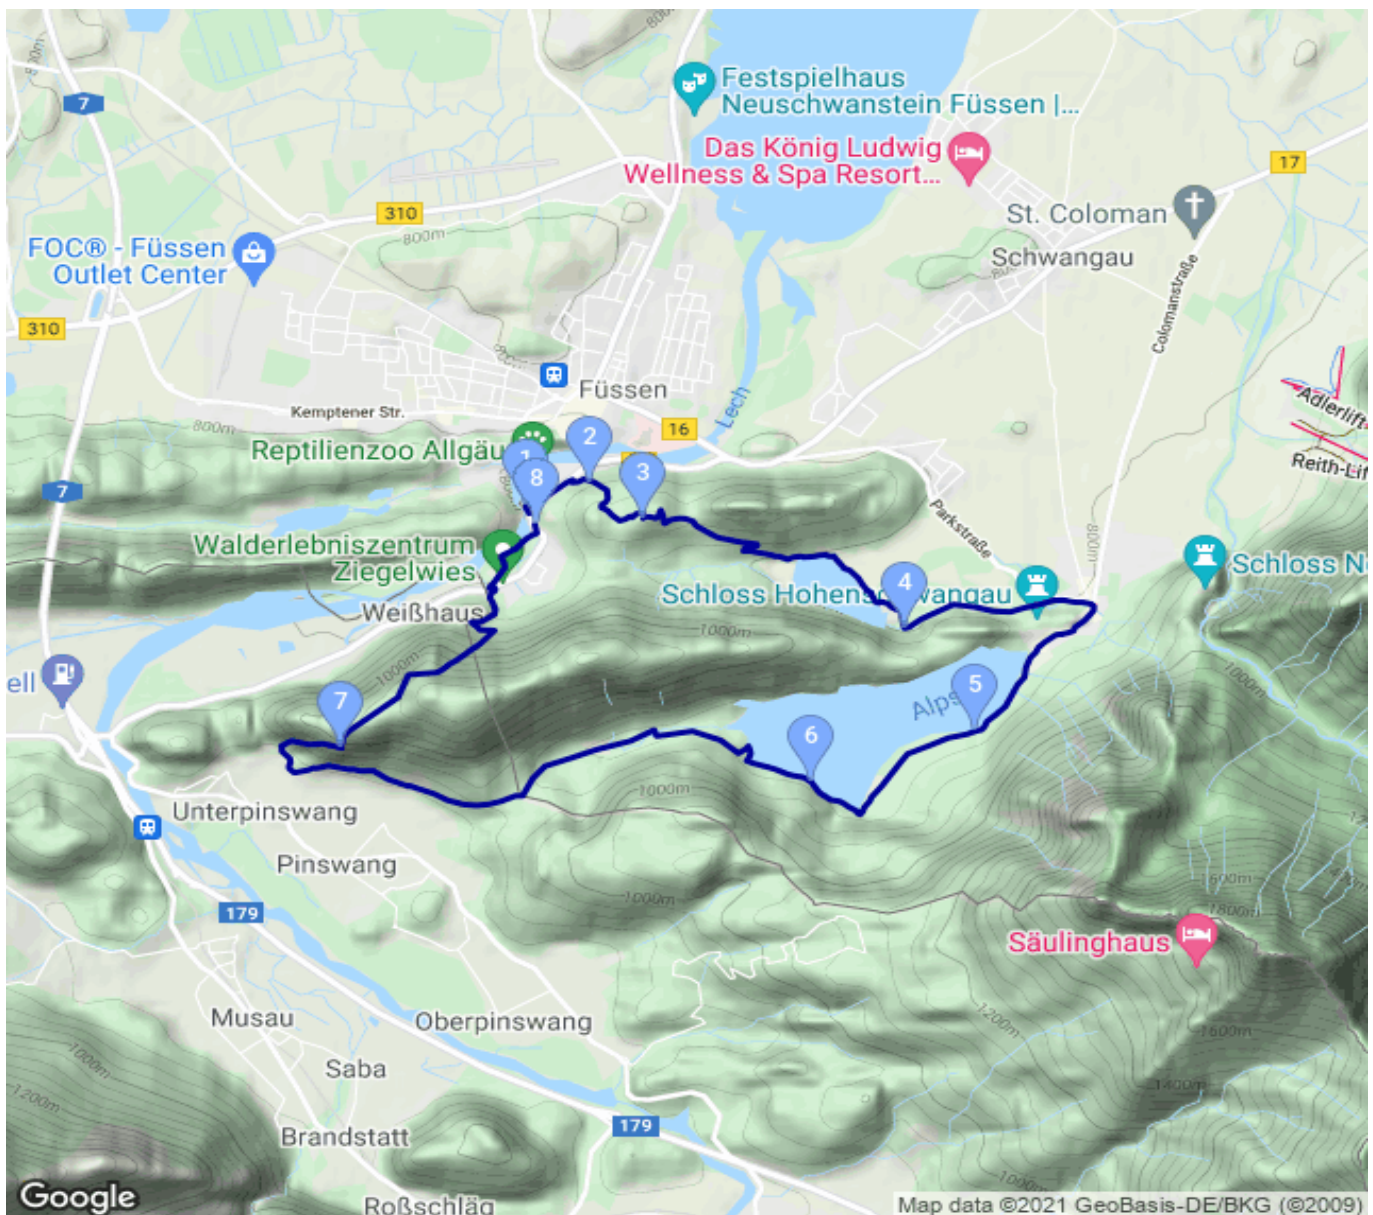 800m
7
Festspielhaus
Neuschwanstein Füssen |...
Das König Ludwig
Wellness & Spa Resort...
17
310
800m
St. Coloman
Schwangau
FOC® - Füssen
Outlet Center
310
Colomanstraße
Füssen
Lech
Kemptener Str.
800m
16
Adlerlift
Reith-Lif
Reptilienzoo Allgäu
1
2
3
8
7
Parkstraße
800m
Walderlebniszentrum
Ziegelwies
Schloss N
Schloss Hohenschwangau
4
Weißhaus
1000m
1000m
ell
7
5
Alps
6
1000m
Unterpinswang
Pinswang
1000m
179
1600m
1800m
Säulinghaus
Musau
Oberpinswang
1200m
1600m
Saba
1000m
1200m
1400m
179
Brandstatt
1000m
Roßschläg
Google
Map data ©2021 GeoBasis-DE/BKG (©2009)